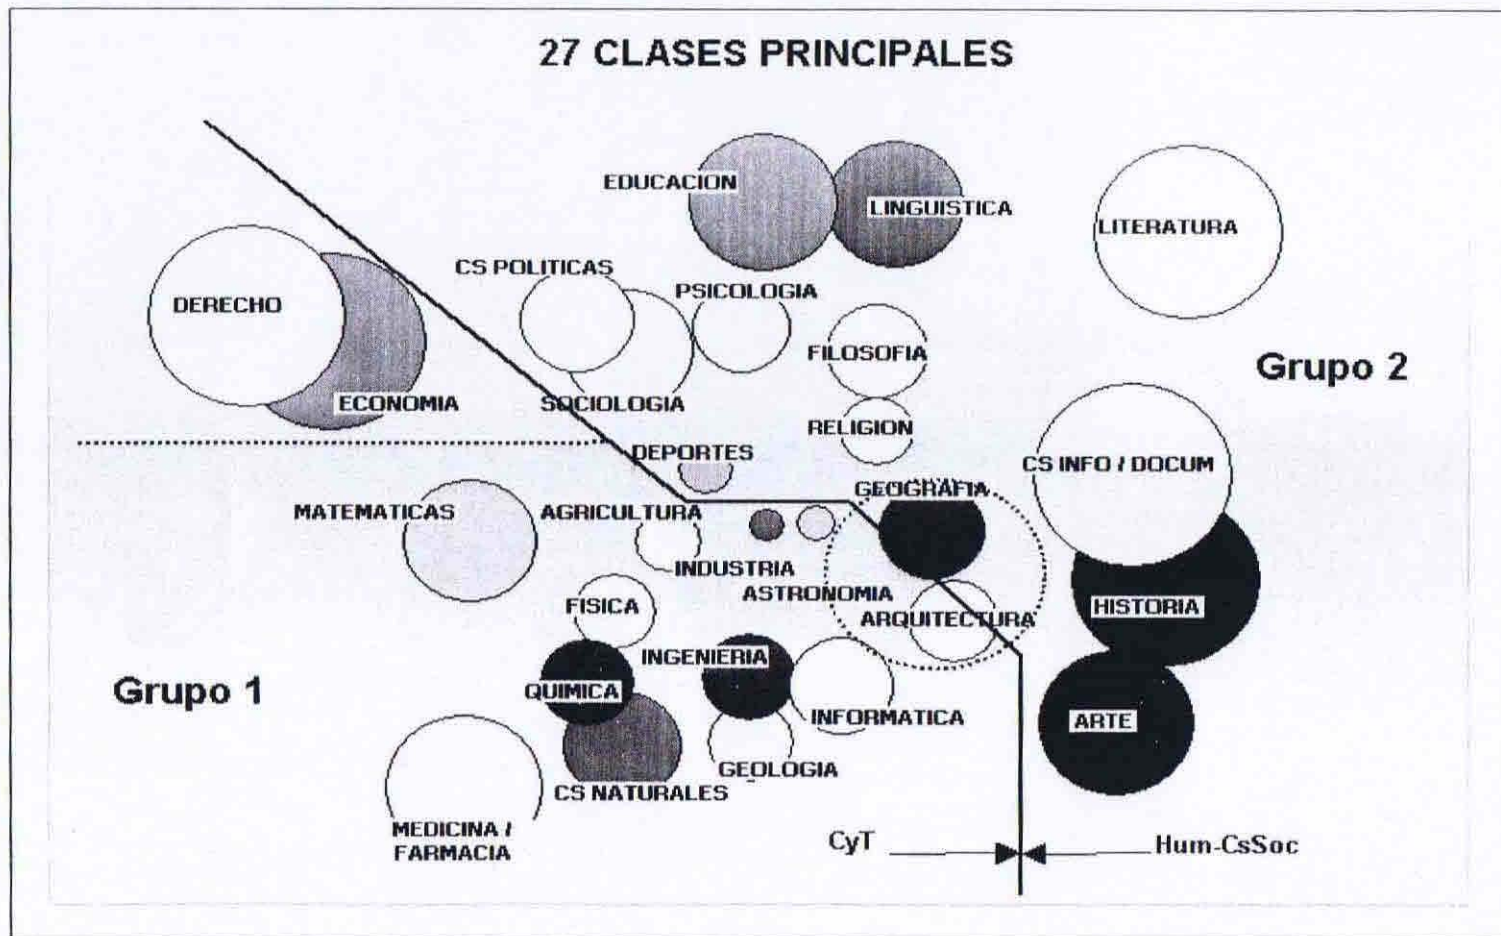 27 CLASES PRINCIPALES
EDUCACION
LINGUISTICA
LITERATURA
CS POLITICAS
PSICOLOGIA
DERECHO
FILOSOFIA
Grupo 2
ECONOMIA
SOCIOLOGIA
RELIGION
DEPORTES
CS INFO / DOCUM
GEOGRAFIA
MATEMATICAS
AGRICULTURA
INDUSTRIA
ASTRONOMIA
FISICA
HISTORIA
ARQUITECTURA
INGENIERIA
Grupo 1
QUIMICA
INFORMATICA
ARTE
GEOLOGIA
CS NATURALES
MEDICINA /
FARMACIA
CyT
Hum-CsSoc